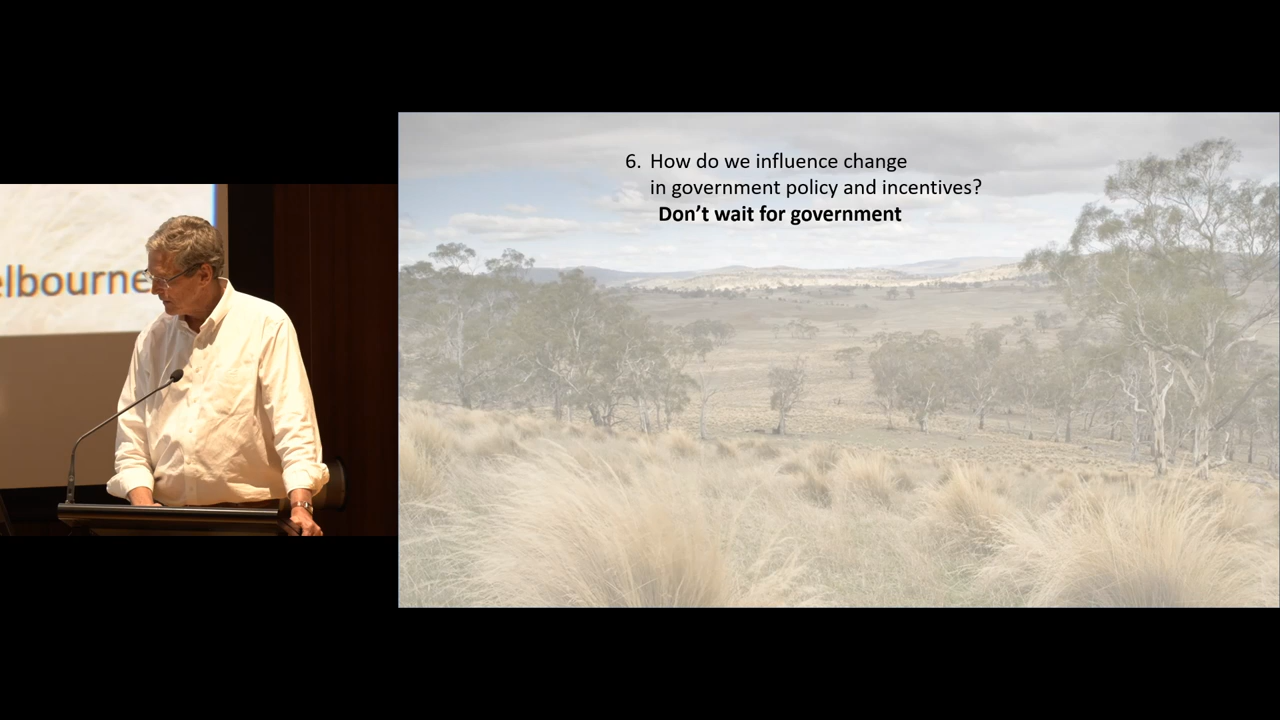 elbourne
6. How do we influence change
in government policy and incentives?
Don’t wait for government